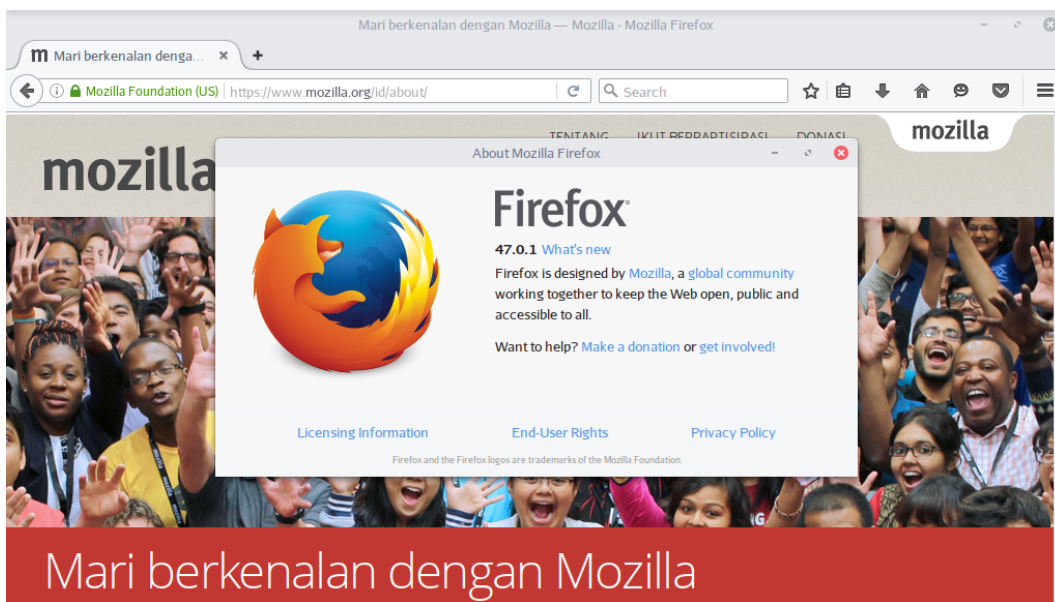 Mari berkenalan dengan Mozilla — Mozilla - Mozilla Firefox
m Mari berkenalan denga...
Mozilla Foundation (US) https://www.mozilla.org/id/about/ Search
TENTANG IKUT BERPARTISIPASI DONASI
mozilla
mozilla
About Mozilla Firefox
Firefox
47.0.1 What's new
Firefox is designed by Mozilla, a global community
working together to keep the Web open, public and
accessible to all.
Want to help? Make a donation or get involved!
Licensing Information End-User Rights Privacy Policy
Firefox and the Firefox logos are trademarks of the Mozilla Foundation.
Mari berkenalan dengan Mozilla